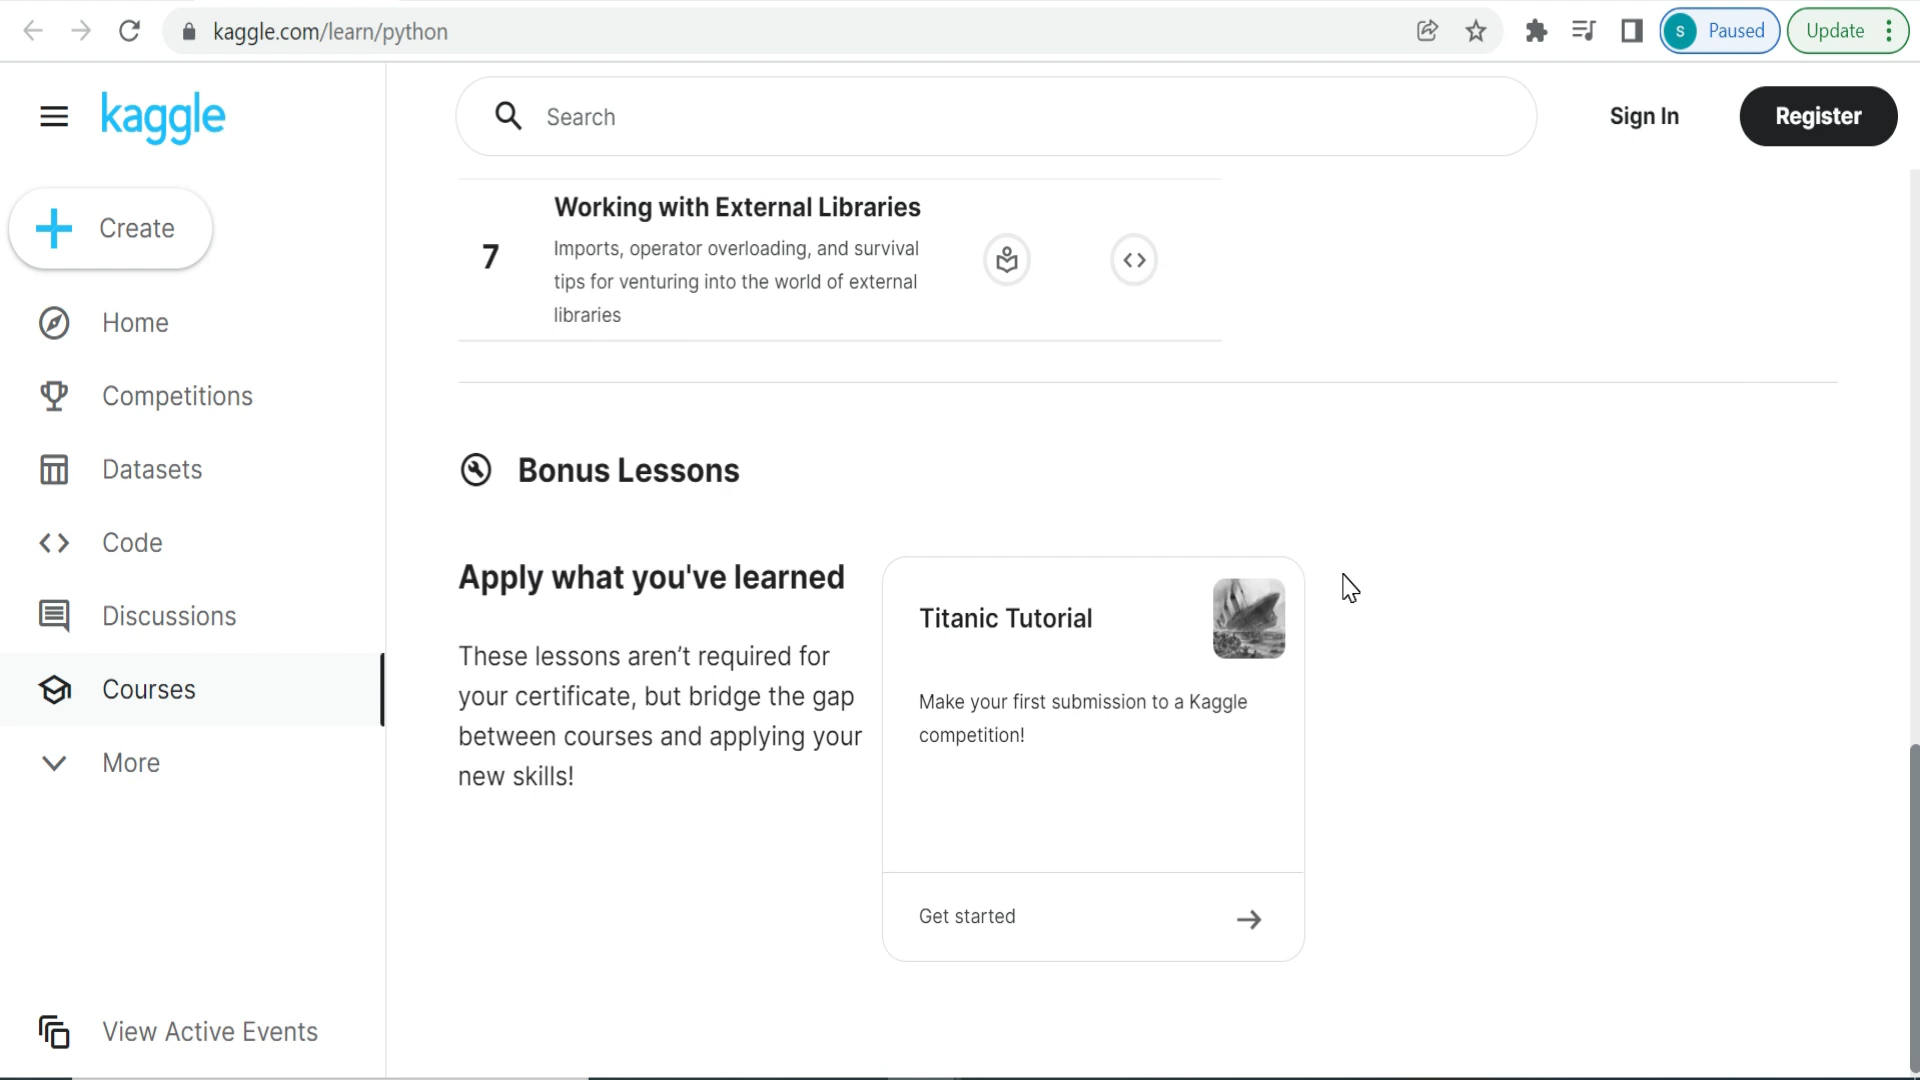 kaggle.com/learn/python
S Paused
Update
kaggle
Search
Sign In
Register
Create
Home
Competitions
Datasets
Code
Discussions
Courses
More
View Active Events
7
Working with External Libraries
Imports, operator overloading, and survival
tips for venturing into the world of external
libraries
Bonus Lessons
Apply what you've learned
These lessons aren’t required for
your certificate, but bridge the gap
between courses and applying your
new skills!
Titanic Tutorial
Make your first submission to a Kaggle
competition!
Get started